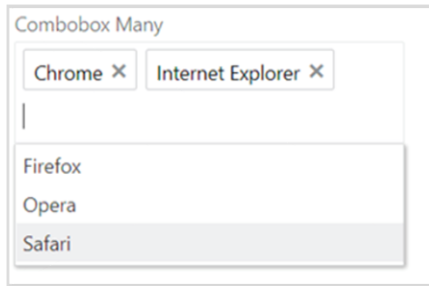 Combobox Many
Chrome × Internet Explorer ×
Firefox
Opera
Safari